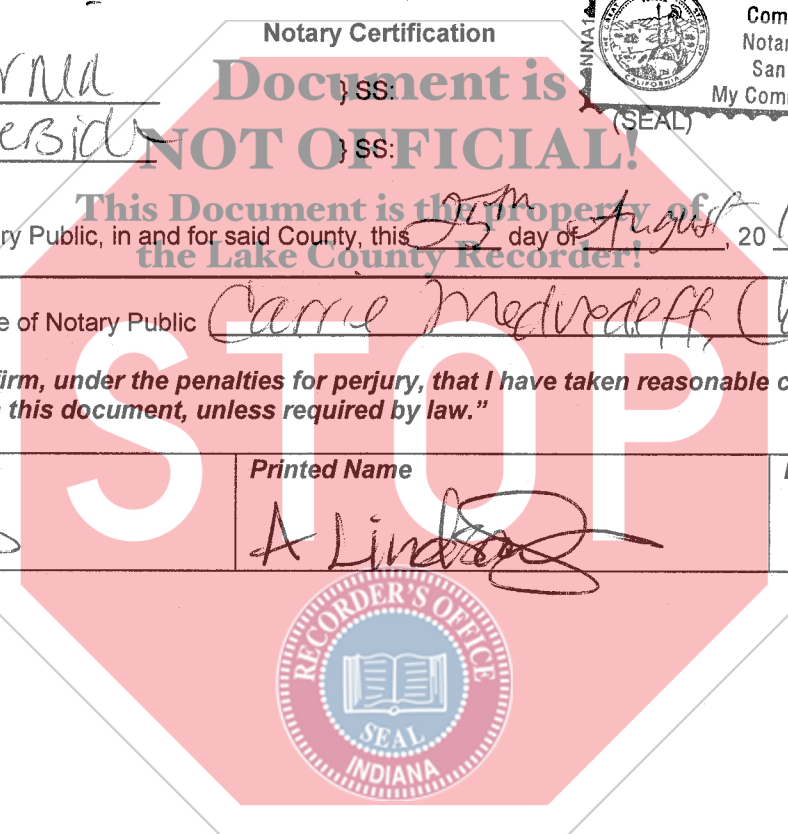 Notary Certification
Com
Notar
San
My Comm
(SEAL)
Document is
} SS:
NOT OFFICIAL!
} SS:
This Document is the property of
ry Public, in and for said County, this 25th day of August, 20
the Lake County Recorder!
e of Notary Public Carrie Medvedeff,
firm, under the penalties for perjury, that I have taken reasonable c
this document, unless required by law."
STOP
Printed Name
A Lindsay
RECORDER'S OFFICE
SEAL
INDIANA